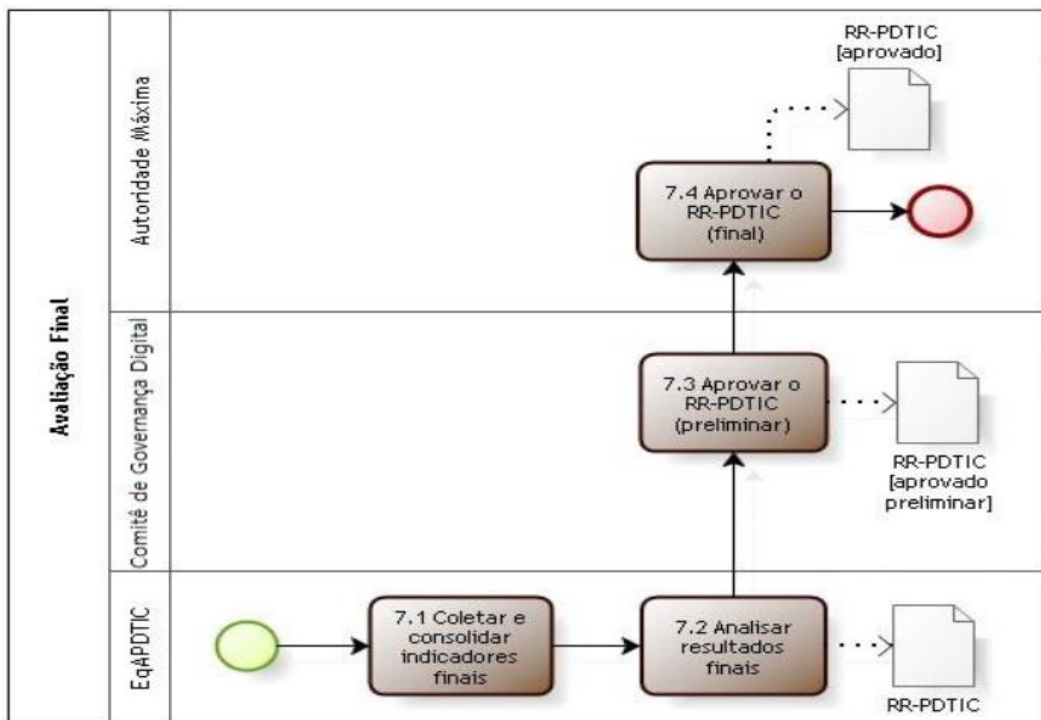 Avaliação Final
Autoridade Máxima
RR-PDTIC
[aprovado]
7.4 Aprovar o
RR-PDTIC
(final)
Comitê de Governança Digital
7.3 Aprovar o
RR-PDTIC
(preliminar)
RR-PDTIC
[aprovado
preliminar]
EqAPDTIC
7.1 Coletar e
consolidar
indicadores
finais
7.2 Analisar
resultados
finais
RR-PDTIC